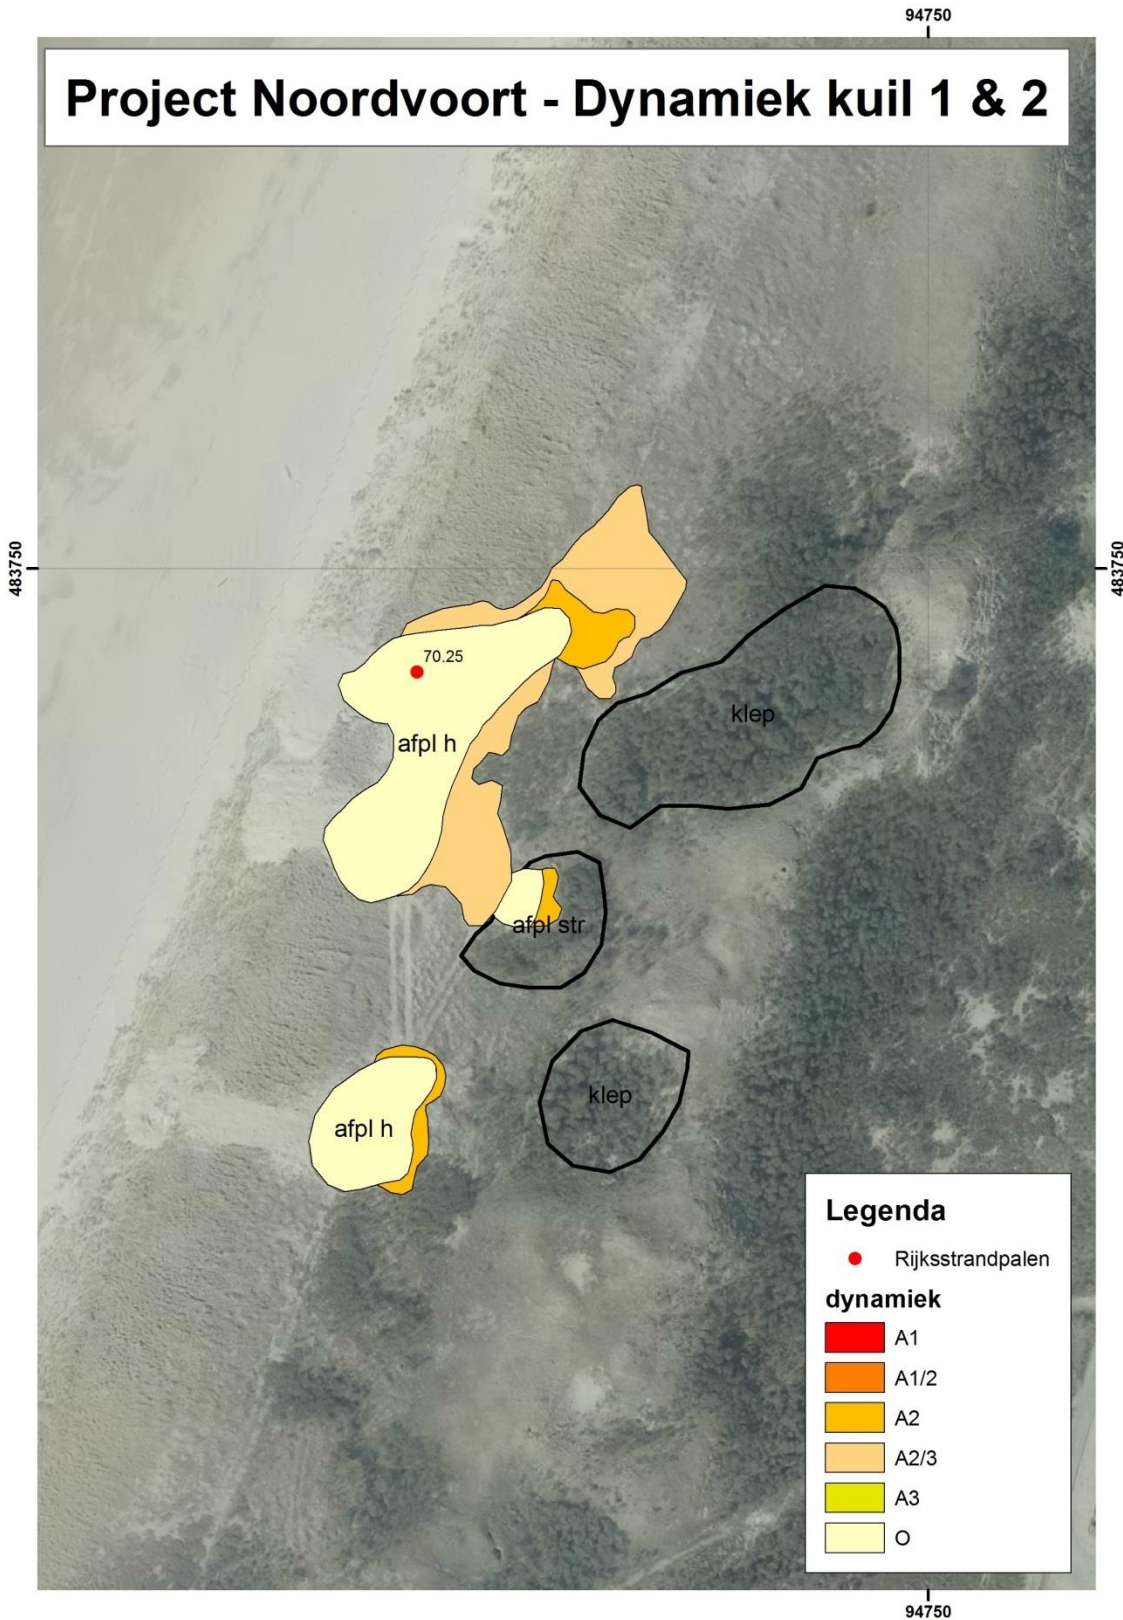 94750
Project Noordvoort - Dynamiek kuil 1 & 2
483750
483750
70.25
klep
afpl h
afpl str
klep
afpl h
Legenda
Rijksstrandpalen
dynamiek
A1
A1/2
A2
A2/3
A3
O
94750